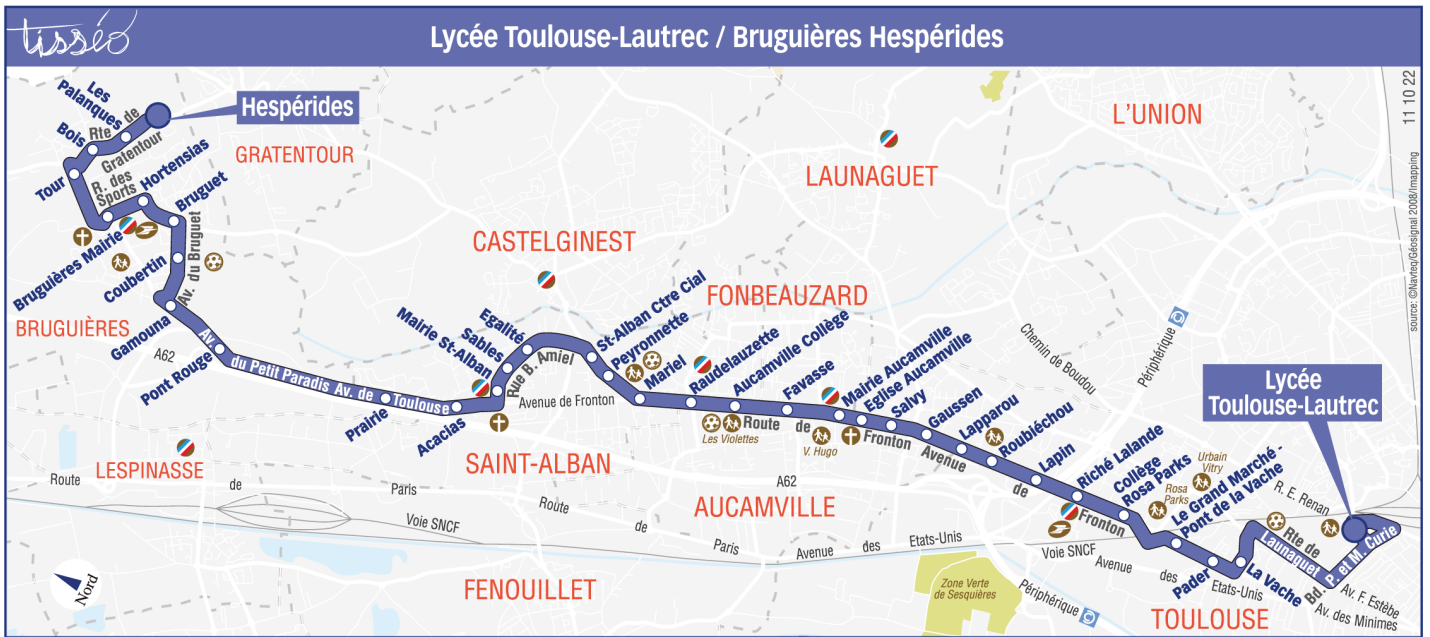 tisséo
Lycée Toulouse-Lautrec / Bruguières Hespérides
11 10 22
source: ©Navteq/Géosignal 2008/Imapping
Les
Palanques
Hespérides
Rte de
Gratentour
Bois
GRATENTOUR
Tour
R. des
Sports
Hortensias
Bruguet
Bruguières Mairie
Coubertin
Av. du Bruguet
BRUGUIÈRES
Gamouna
A62
Pont Rouge
Av. du Petit Paradis
Av. de Toulouse
Prairie
Acacias
Mairie St-Alban
Sables
Egalité
Rue B. Amiel
CASTELGINEST
St-Alban Ctre Cial
Peyronnette
Mariel
Avenue de Fronton
FONBEAUZARD
Raudelauzette
Aucamville Collège
Favasse
Mairie Aucamville
Eglise Aucamville
Salvy
Gaussen
Lapparou
Roubiéchou
Lapin
Riché Lalande
Collège
Rosa Parks
Le Grand Marché -
Pont de la Vache
Pader
La Vache
Lycée
Toulouse-Lautrec
L'UNION
LAUNAGUET
Chemin de Boudou
Périphérique
Les Violettes
V. Hugo
Route de Fronton
Avenue de Fronton
Rosa
Parks
Urbain
Vitry
R. E. Renan
Rte de
Launaguet
Bd. P. et M. Curie
Av. F. Estèbe
Av. des Minimes
LESPINASSE
SAINT-ALBAN
AUCAMVILLE
A62
Route de Paris
Voie SNCF
Route de Paris
Avenue des Etats-Unis
Voie SNCF
Avenue des Etats-Unis
FENOUILLET
Zone Verte
de Sesquières
Périphérique
TOULOUSE
Nord